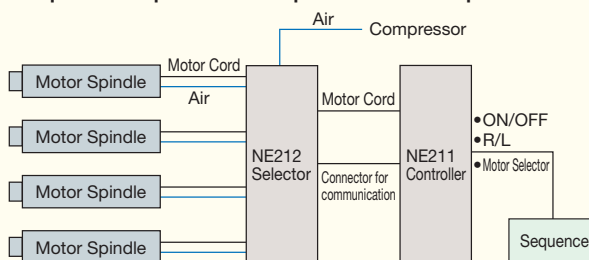 Air
Compressor
Motor Cord
Motor Spindle
Air
Motor Cord
•ON/OFF
•R/L
Motor Spindle
NE212
Selector
NE211
Controller
•Motor Selector
Connector for
communication
Motor Spindle
Motor Spindle
Sequence